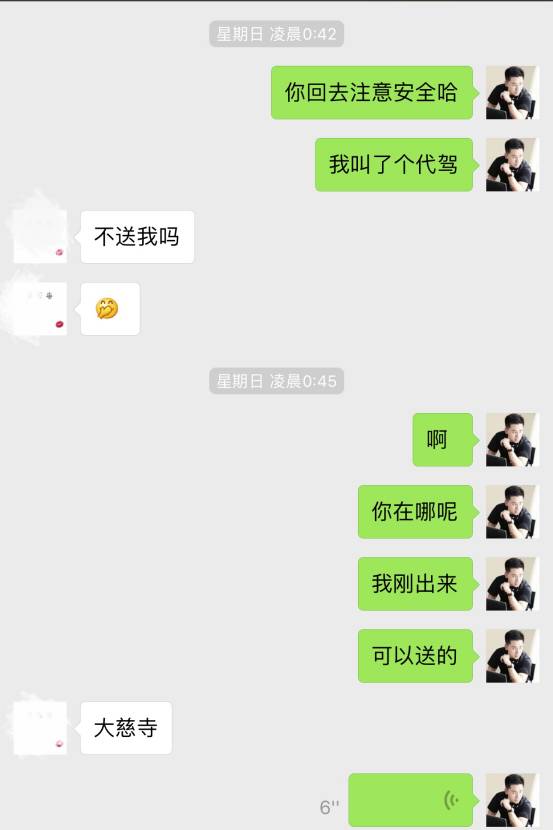 星期日 凌晨0:42
你回去注意安全哈
我叫了个代驾
不送我吗
星期日 凌晨0:45
啊
你在哪呢
我刚出来
可以送的
大慈寺
6''